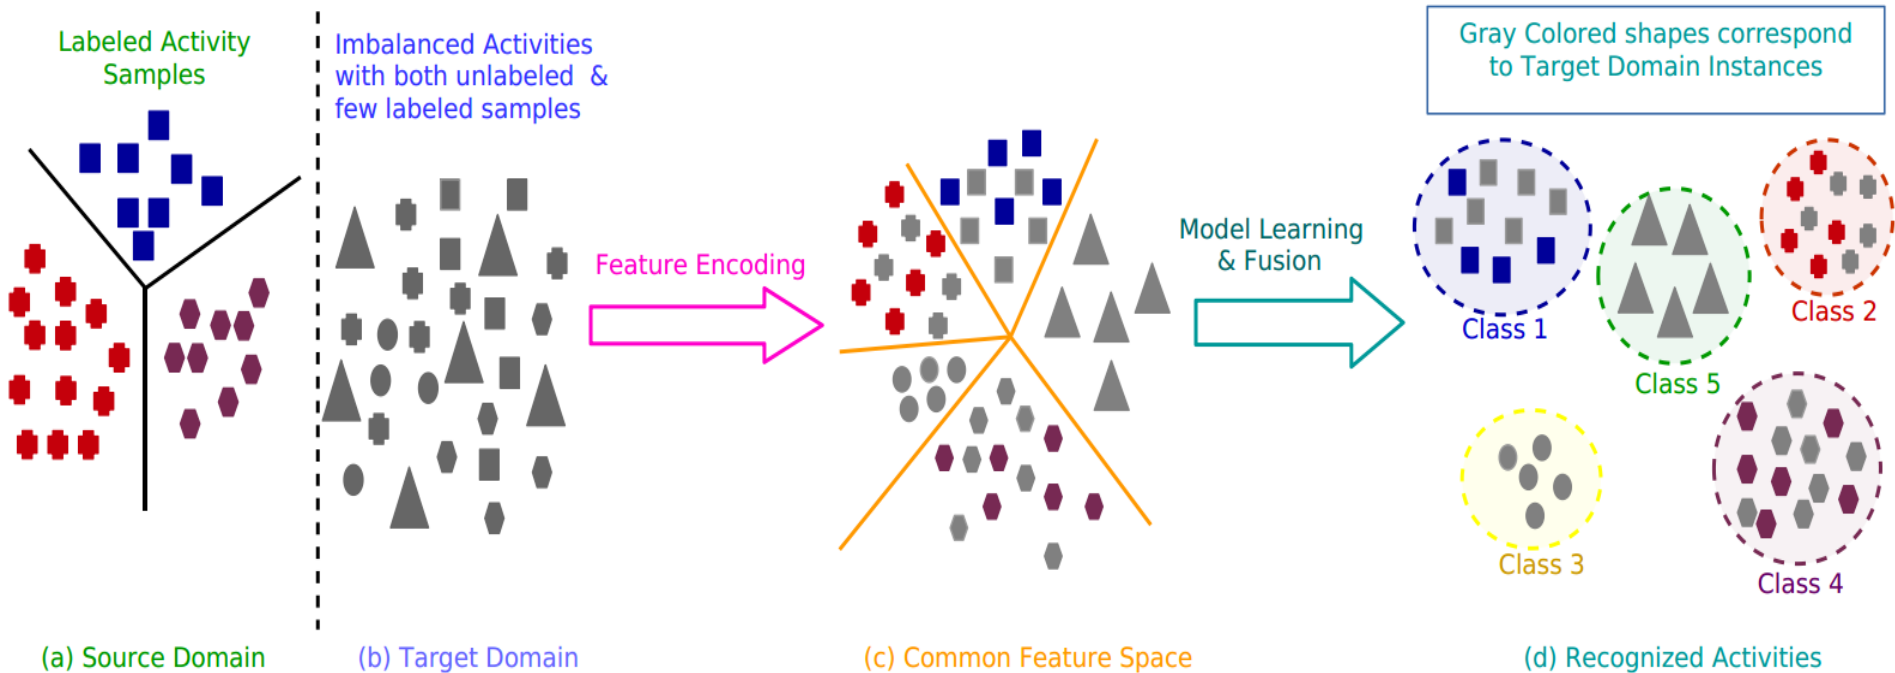 Labeled Activity
Samples
Imbalanced Activities
with both unlabeled &
few labeled samples
Gray Colored shapes correspond
to Target Domain Instances
Feature Encoding
Model Learning
& Fusion
Class 1
Class 2
Class 5
Class 3
Class 4
(a) Source Domain
(b) Target Domain
(c) Common Feature Space
(d) Recognized Activities